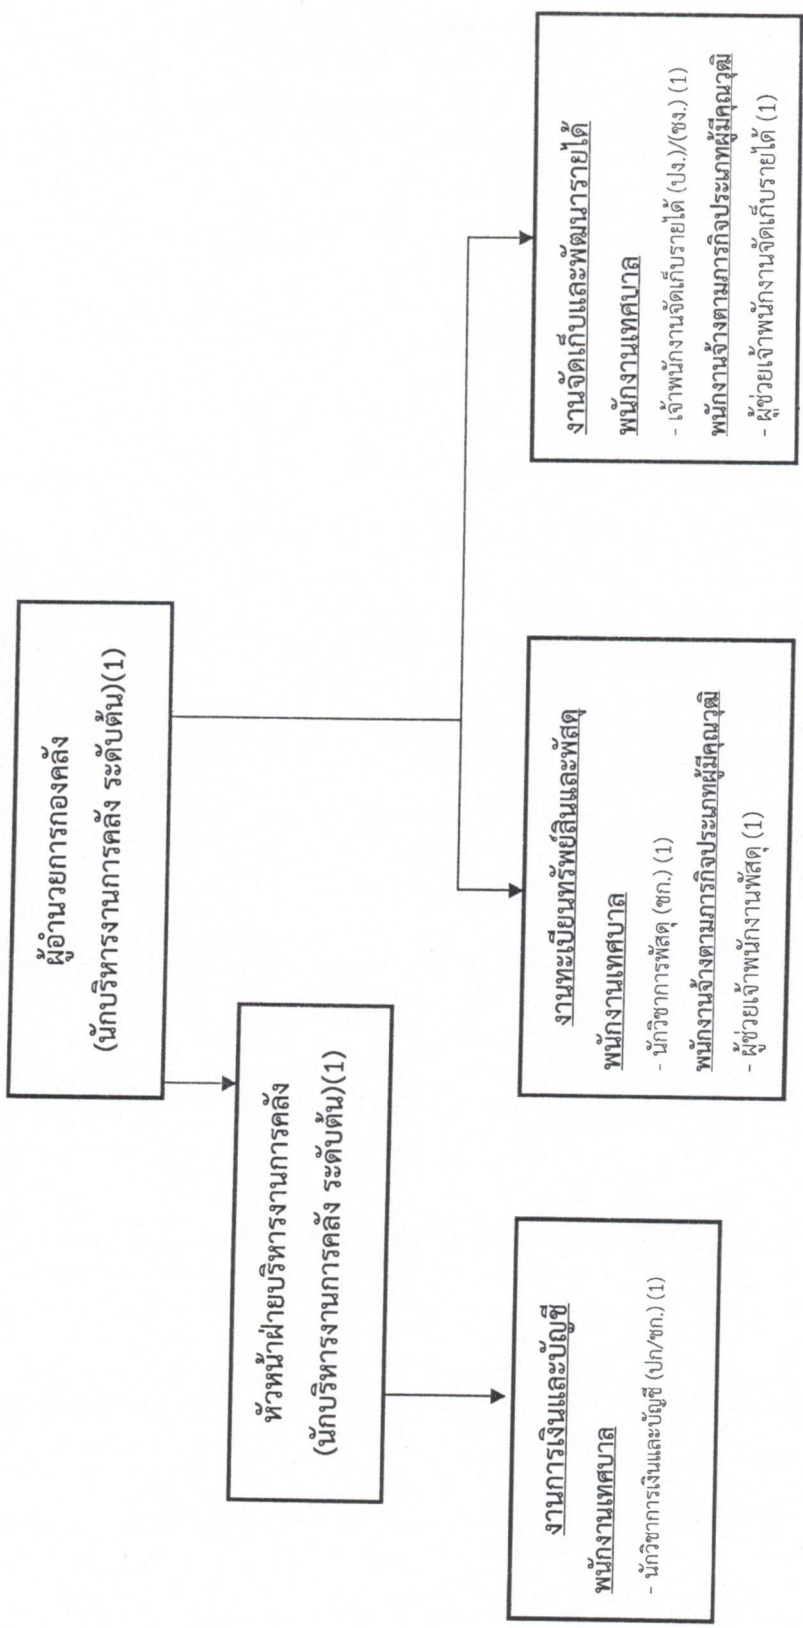 ผู้อำนวยการกองคลัง
(นักบริหารงานการคลัง ระดับต้น)(1)
หัวหน้าฝ่ายบริหารงานการคลัง
(นักบริหารงานการคลัง ระดับต้น)(1)
งานการเงินและบัญชี
พนักงานเทศบาล
- นักวิชาการเงินและบัญชี (ปก/ชก.) (1)
งานทะเบียนทรัพย์สินและพัสดุ
พนักงานเทศบาล
- นักวิชาการพัสดุ (ชก.) (1)
พนักงานจ้างตามภารกิจประเภทผู้มีคุณวุฒิ
- ผู้ช่วยเจ้าพนักงานพัสดุ (1)
งานจัดเก็บและพัฒนารายได้
พนักงานเทศบาล
- เจ้าพนักงานจัดเก็บรายได้ (ปง.)/(ชง.) (1)
พนักงานจ้างตามภารกิจประเภทผู้มีคุณวุฒิ
- ผู้ช่วยเจ้าพนักงานจัดเก็บรายได้ (1)